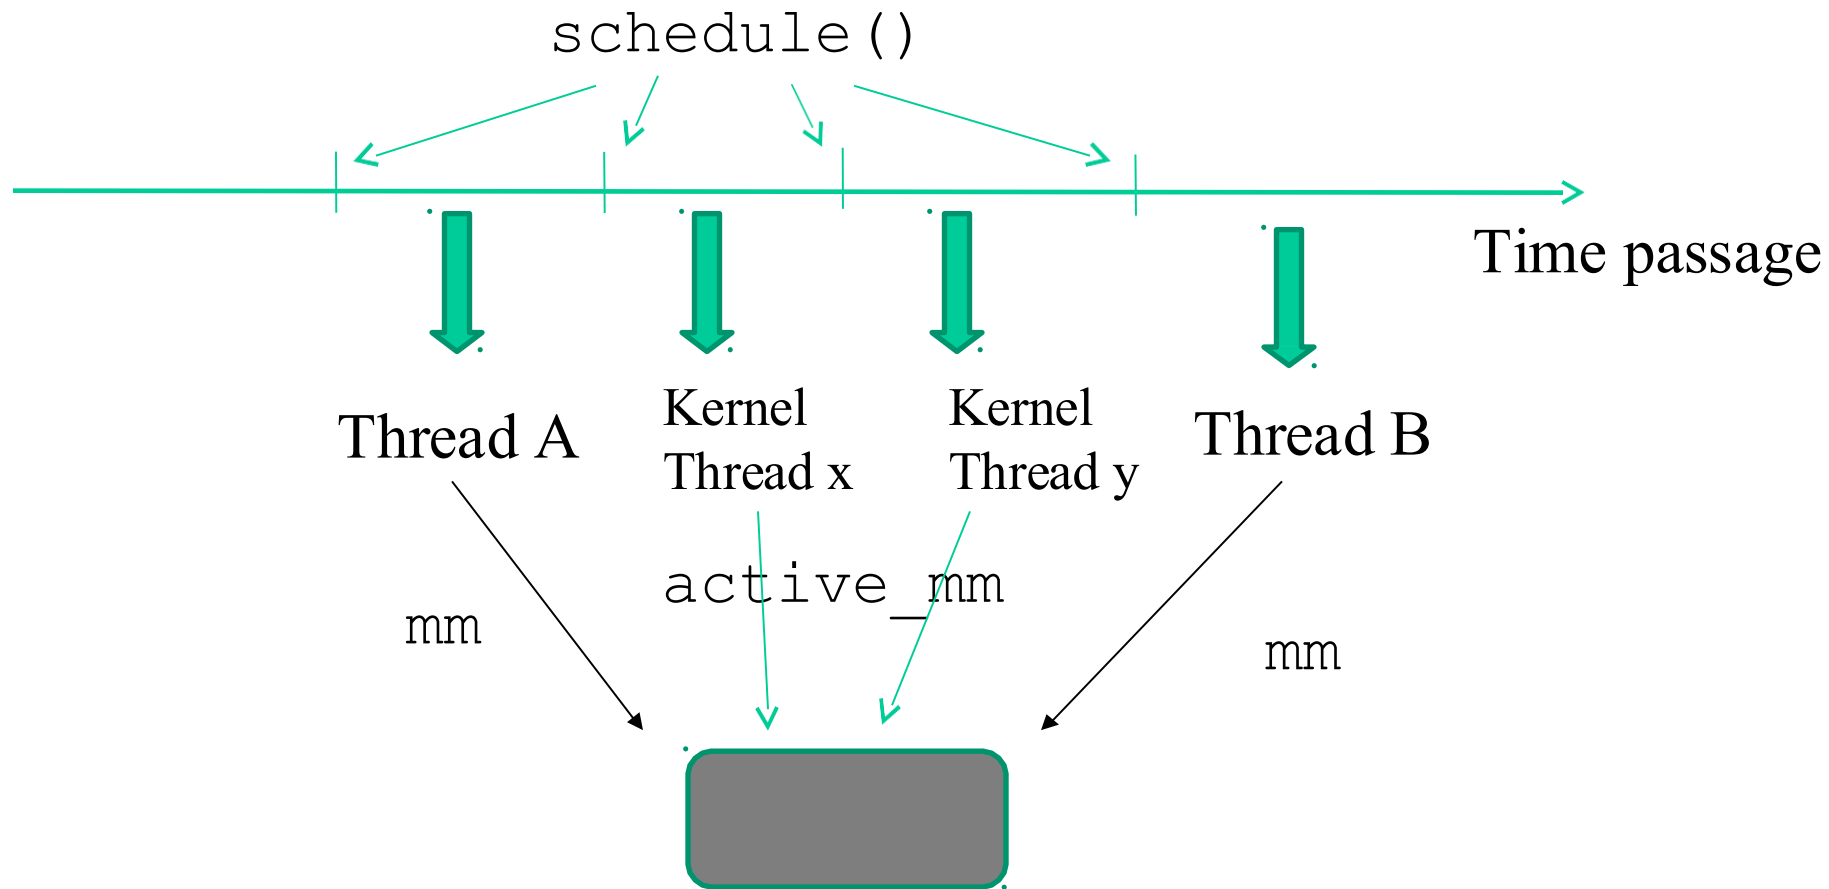 schedule()
Time passage
Thread A
Kernel
Thread x
Kernel
Thread y
Thread B
active_mm
mm
mm